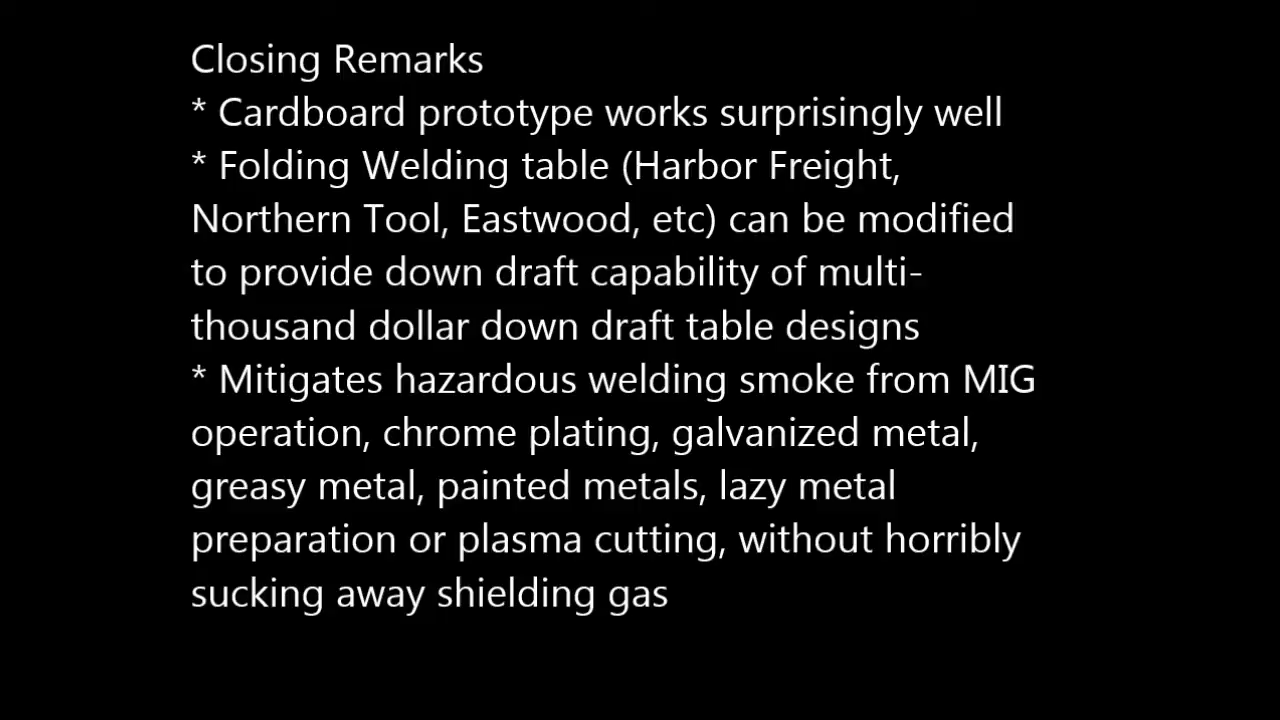 Closing Remarks
* Cardboard prototype works surprisingly well
* Folding Welding table (Harbor Freight,
Northern Tool, Eastwood, etc) can be modified
to provide down draft capability of multi-
thousand dollar down draft table designs
* Mitigates hazardous welding smoke from MIG
operation, chrome plating, galvanized metal,
greasy metal, painted metals, lazy metal
preparation or plasma cutting, without horribly
sucking away shielding gas